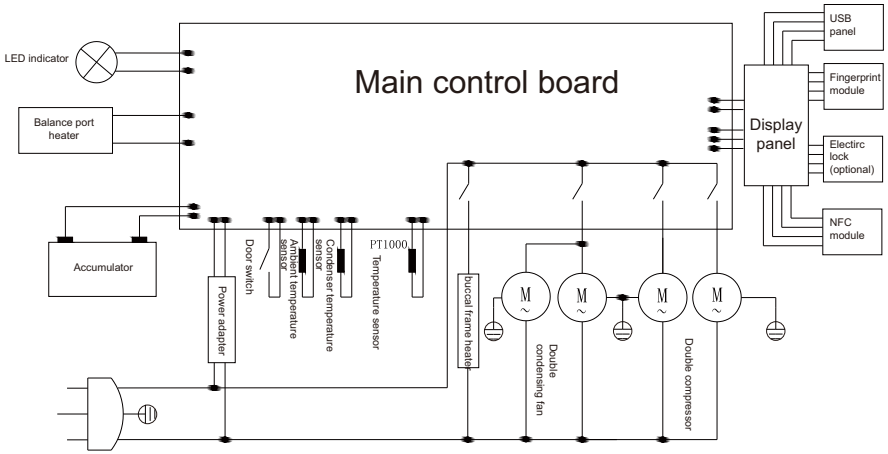 USB
panel
LED indicator
Main control board
Fingerprint
module
Balance port
heater
Display
panel
Electirc
lock
(optional)
NFC
module
Accumulator
Door switch
Ambient temperature
sensor
Condenser temperature
sensor
PT1000
Temperature sensor
Power adapter
buccal frame heater
M
~
M
~
M
~
M
~
Double
condensing fan
Double compressor